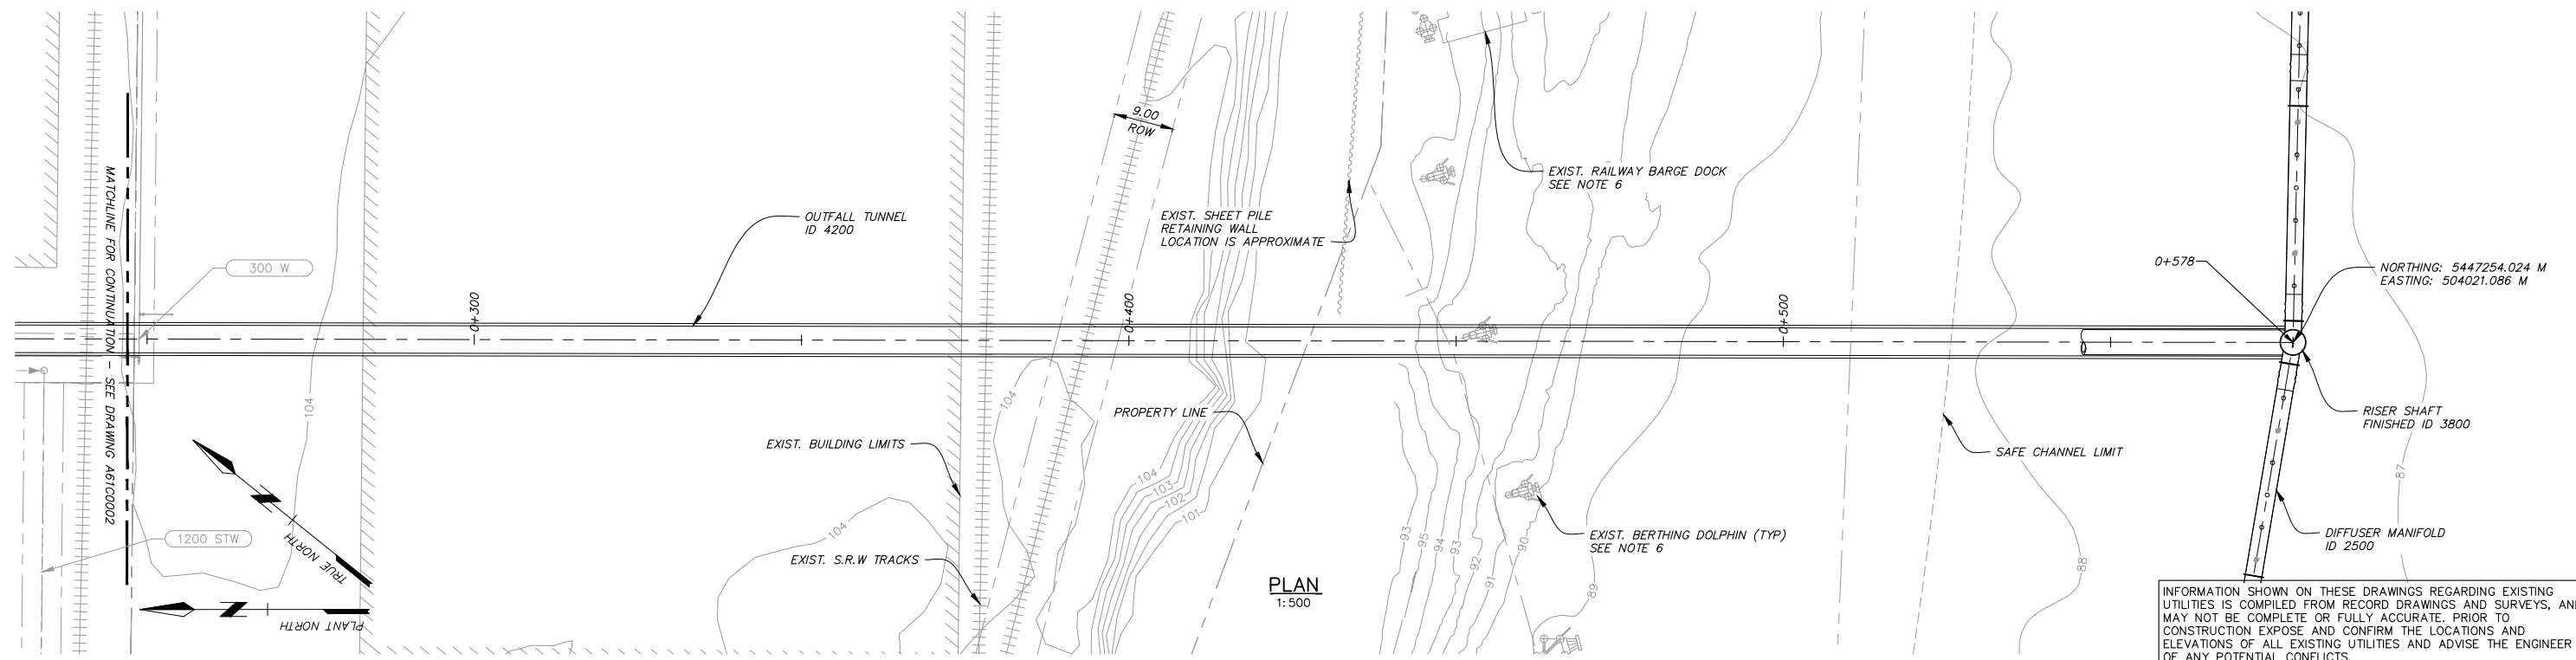 MATCHLINE FOR CONTINUATION - SEE DRAWING A61C0002
300 W
1200 STW
TRUE NORTH
N
PLANT NORTH
N
104
0+300
OUTFALL TUNNEL
ID 4200
EXIST. BUILDING LIMITS
EXIST. S.R.W TRACKS
104
104
9.00
ROW
0+400
EXIST. SHEET PILE
RETAINING WALL
LOCATION IS APPROXIMATE
PROPERTY LINE
104
103
102
101
PLAN
1:500
EXIST. RAILWAY BARGE DOCK
SEE NOTE 6
93
95
94
93
92
91
90
89
EXIST. BERTHING DOLPHIN (TYP)
SEE NOTE 6
0+500
SAFE CHANNEL LIMIT
88
0+578
NORTHING: 5447254.024 M
EASTING: 504021.086 M
RISER SHAFT
FINISHED ID 3800
87
DIFFUSER MANIFOLD
ID 2500
INFORMATION SHOWN ON THESE DRAWINGS REGARDING EXISTING
UTILITIES IS COMPILED FROM RECORD DRAWINGS AND SURVEYS, AND
MAY NOT BE COMPLETE OR FULLY ACCURATE. PRIOR TO
CONSTRUCTION EXPOSE AND CONFIRM THE LOCATIONS AND
ELEVATIONS OF ALL EXISTING UTILITIES AND ADVISE THE ENGINEER
OF ANY POTENTIAL CONFLICTS.